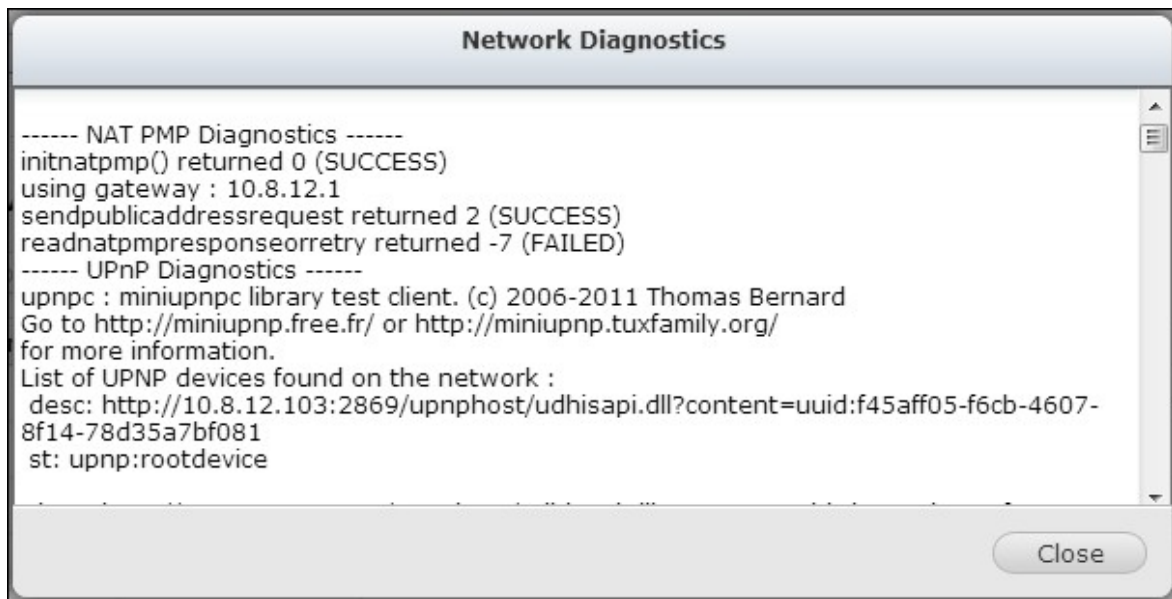 Network Diagnostics
------ NAT PMP Diagnostics ------
initnatpmp() returned 0 (SUCCESS)
using gateway : 10.8.12.1
sendpublicaddressrequest returned 2 (SUCCESS)
readnatpmpresponseorretry returned -7 (FAILED)
------ UPnP Diagnostics ------
upnpc : miniupnpc library test client. (c) 2006-2011 Thomas Bernard
Go to http://miniupnp.free.fr/ or http://miniupnp.tuxfamily.org/
for more information.
List of UPNP devices found on the network :
desc: http://10.8.12.103:2869/upnphost/udhisapi.dll?content=uuid:f45aff05-f6cb-4607-
8f14-78d35a7bf081
st: upnp:rootdevice
Close